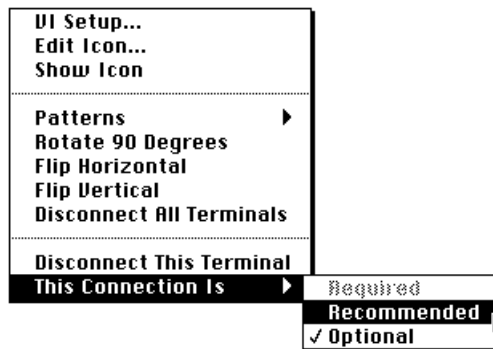 VI Setup...
Edit Icon...
Show Icon
Patterns
Rotate 90 Degrees
Flip Horizontal
Flip Vertical
Disconnect All Terminals
Disconnect This Terminal
This Connection Is
Required
Recommended
✓ Optional